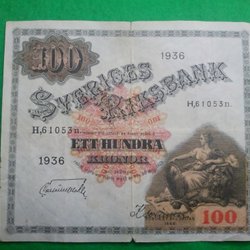 100
1936
SVERIGES
RIKSBANK
H,61053n.
H,61053n.
1936
ETT HUNDRA
KRONOR
100